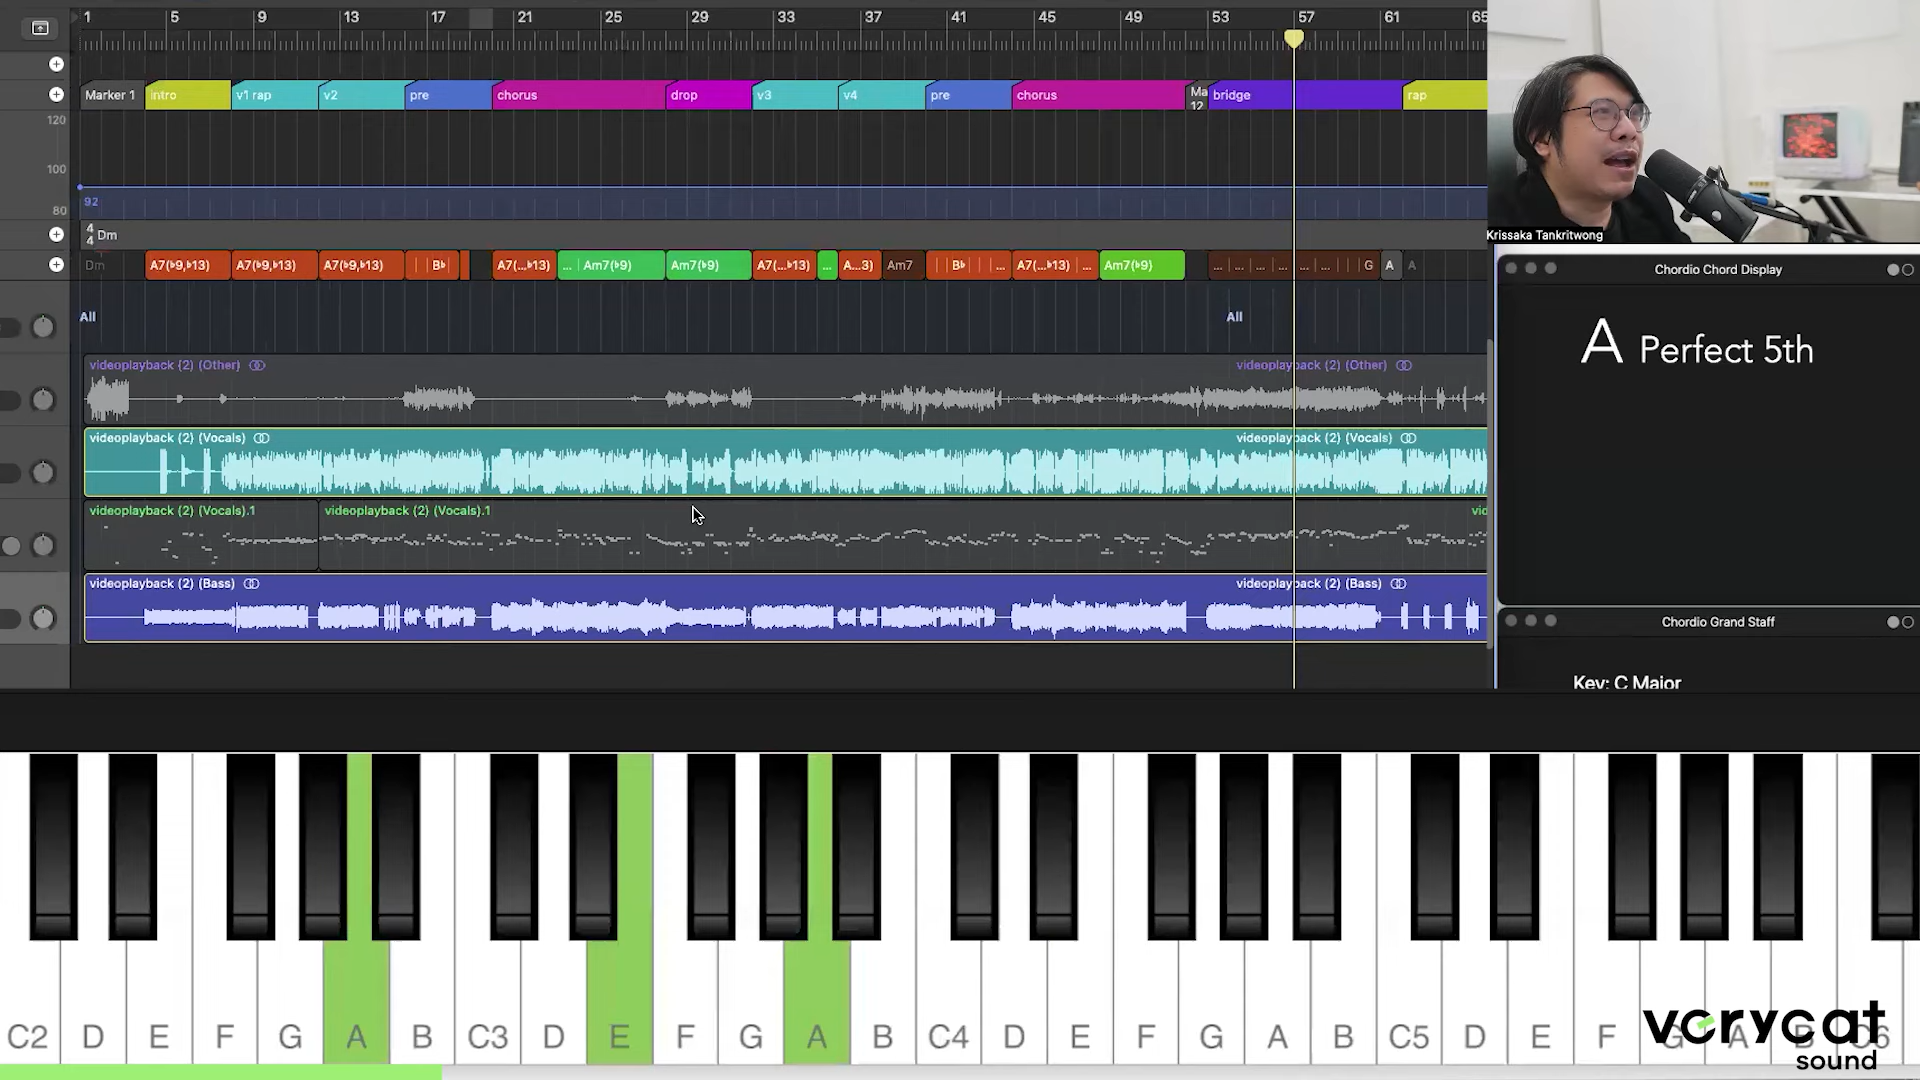 1 5 9 13 17 21 25 29 33 37 41 45 49 53 57 61 65
Marker 1 intro v1 rap v2 pre chorus drop v3 v4 pre chorus Ma 12 bridge rap
120
100
80
92
4
4 Dm
Dm A7(♭9,♭13) A7(♭9,♭13) A7(♭9,♭13) B♭ A7(...♭13) ... Am7(♭9) Am7(♭9) A7(...♭13) ... A...3) Am7 B♭ ... A7(...♭13) ... Am7(♭9) ... ... ... ... ... ... G A A
All All
videoplayback (2) (Other) videoplayback (2) (Other)
videoplayback (2) (Vocals) videoplayback (2) (Vocals)
videoplayback (2) (Vocals).1 videoplayback (2) (Vocals).1 vid
videoplayback (2) (Bass) videoplayback (2) (Bass)
Krissaka Tankritwong
Chordio Chord Display
A Perfect 5th
Chordio Grand Staff
Key: C Major
C2 D E F G A B C3 D E F G A B C4 D E F G A B C5 D E F G A B C6
verycat
sound